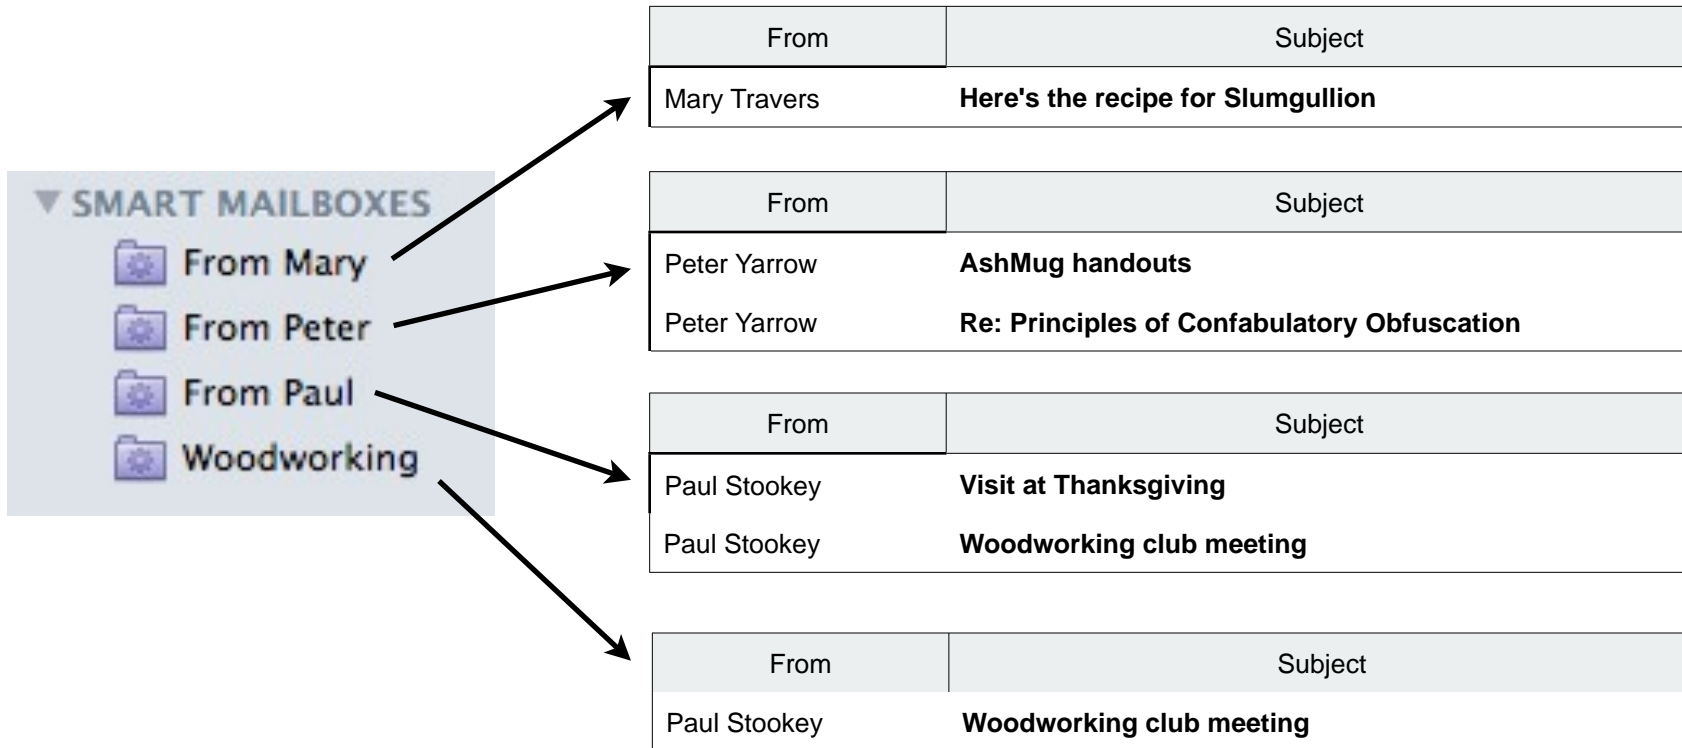 SMART MAILBOXES
From Mary
From Peter
From Paul
Woodworking
From Subject
Mary Travers Here's the recipe for Slumgullion
From Subject
Peter Yarrow AshMug handouts
Peter Yarrow Re: Principles of Confabulatory Obfuscation
From Subject
Paul Stookey Visit at Thanksgiving
Paul Stookey Woodworking club meeting
From Subject
Paul Stookey Woodworking club meeting